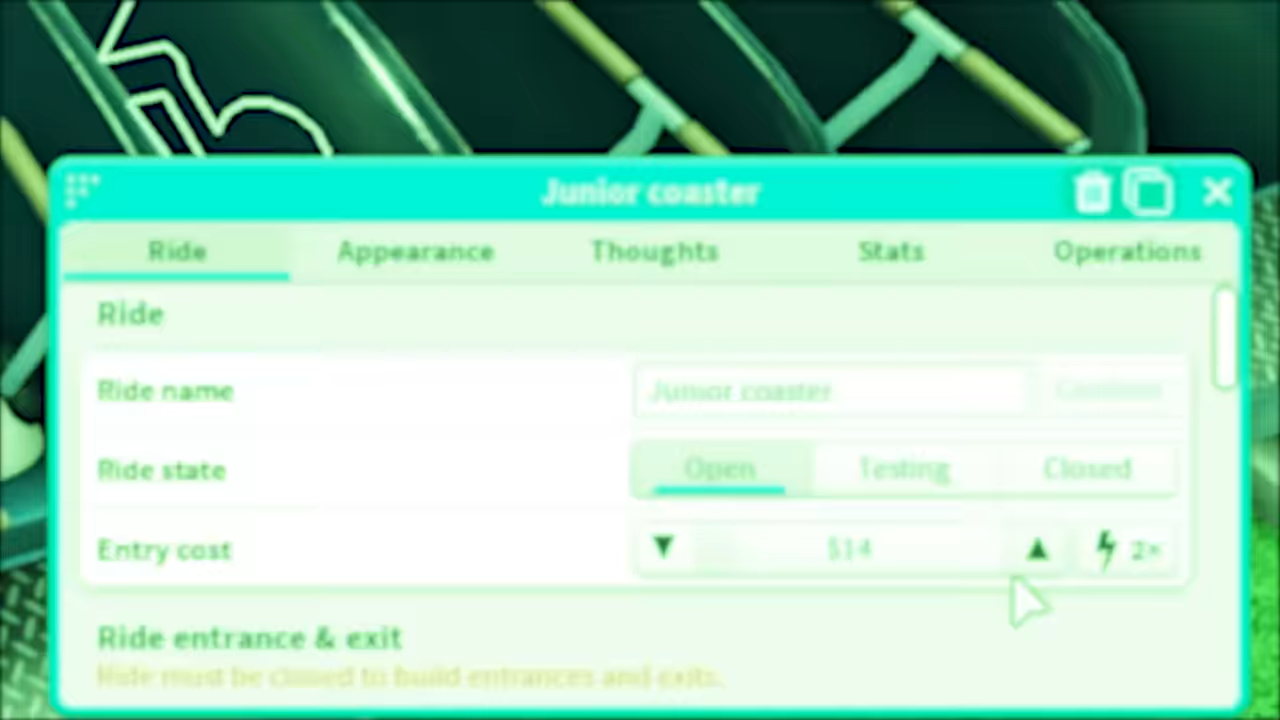 Junior coaster
Ride Appearance Thoughts Stats Operations
Ride
Ride name Junior coaster
Ride state Open Testing Closed
Entry cost $14 2×
Ride entrance & exit
Ride must be closed to build entrances and exits.